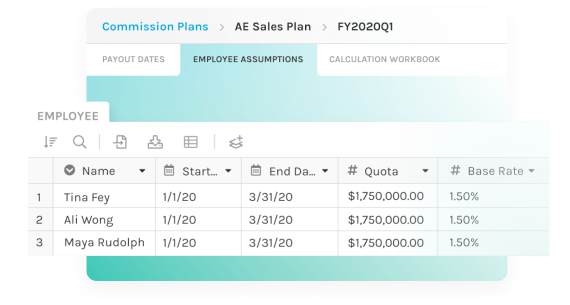 Commission Plans > AE Sales Plan > FY2020Q1
PAYOUT DATES EMPLOYEE ASSUMPTIONS CALCULATION WORKBOOK
EMPLOYEE
Name Start... End Da... # Quota # Base Rate
1 Tina Fey 1/1/20 3/31/20 $1,750,000.00 1.50%
2 Ali Wong 1/1/20 3/31/20 $1,750,000.00 1.50%
3 Maya Rudolph 1/1/20 3/31/20 $1,750,000.00 1.50%